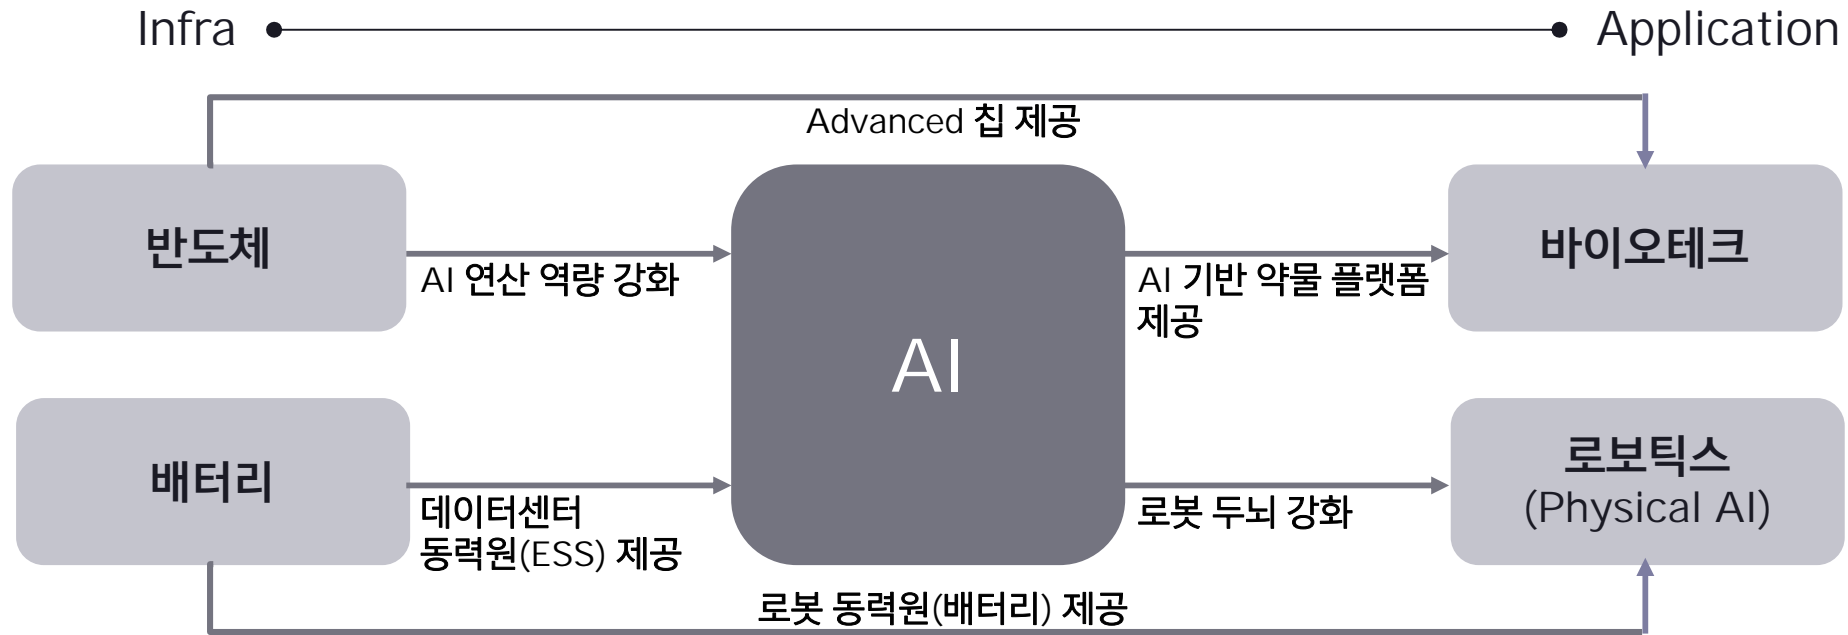 Infra
Application
Advanced 칩 제공
반도체
AI 연산 역량 강화
AI
AI 기반 약물 플랫폼
제공
바이오테크
배터리
데이터센터
동력원(ESS) 제공
로봇 두뇌 강화
로보틱스
(Physical AI)
로봇 동력원(배터리) 제공